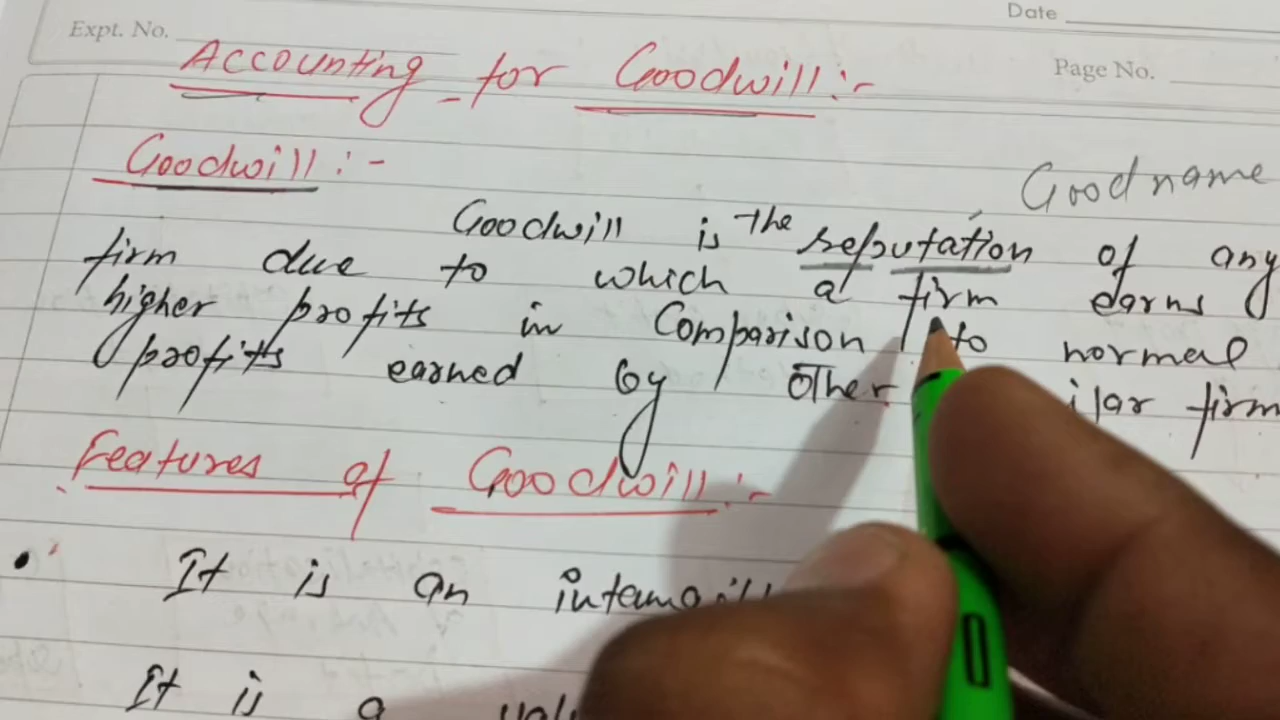 Date
Expt. No.
Page No.
Accounting for Goodwill:-
Goodwill:-
Good name
Goodwill is the reputation of any
firm due to which a firm earns
higher profits in Comparison to normal
profits earned by other ilar firm
Features of Goodwill:-
It is an
It is a